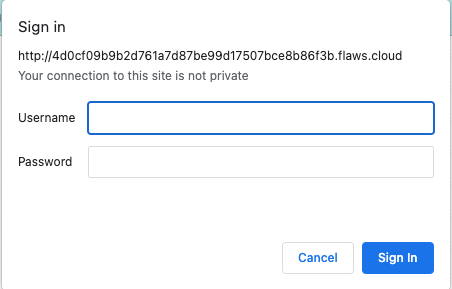 Sign in
http://4d0cf09b9b2d761a7d87be99d17507bce8b86f3b.flaws.cloud
Your connection to this site is not private
Username
Password
Cancel Sign In